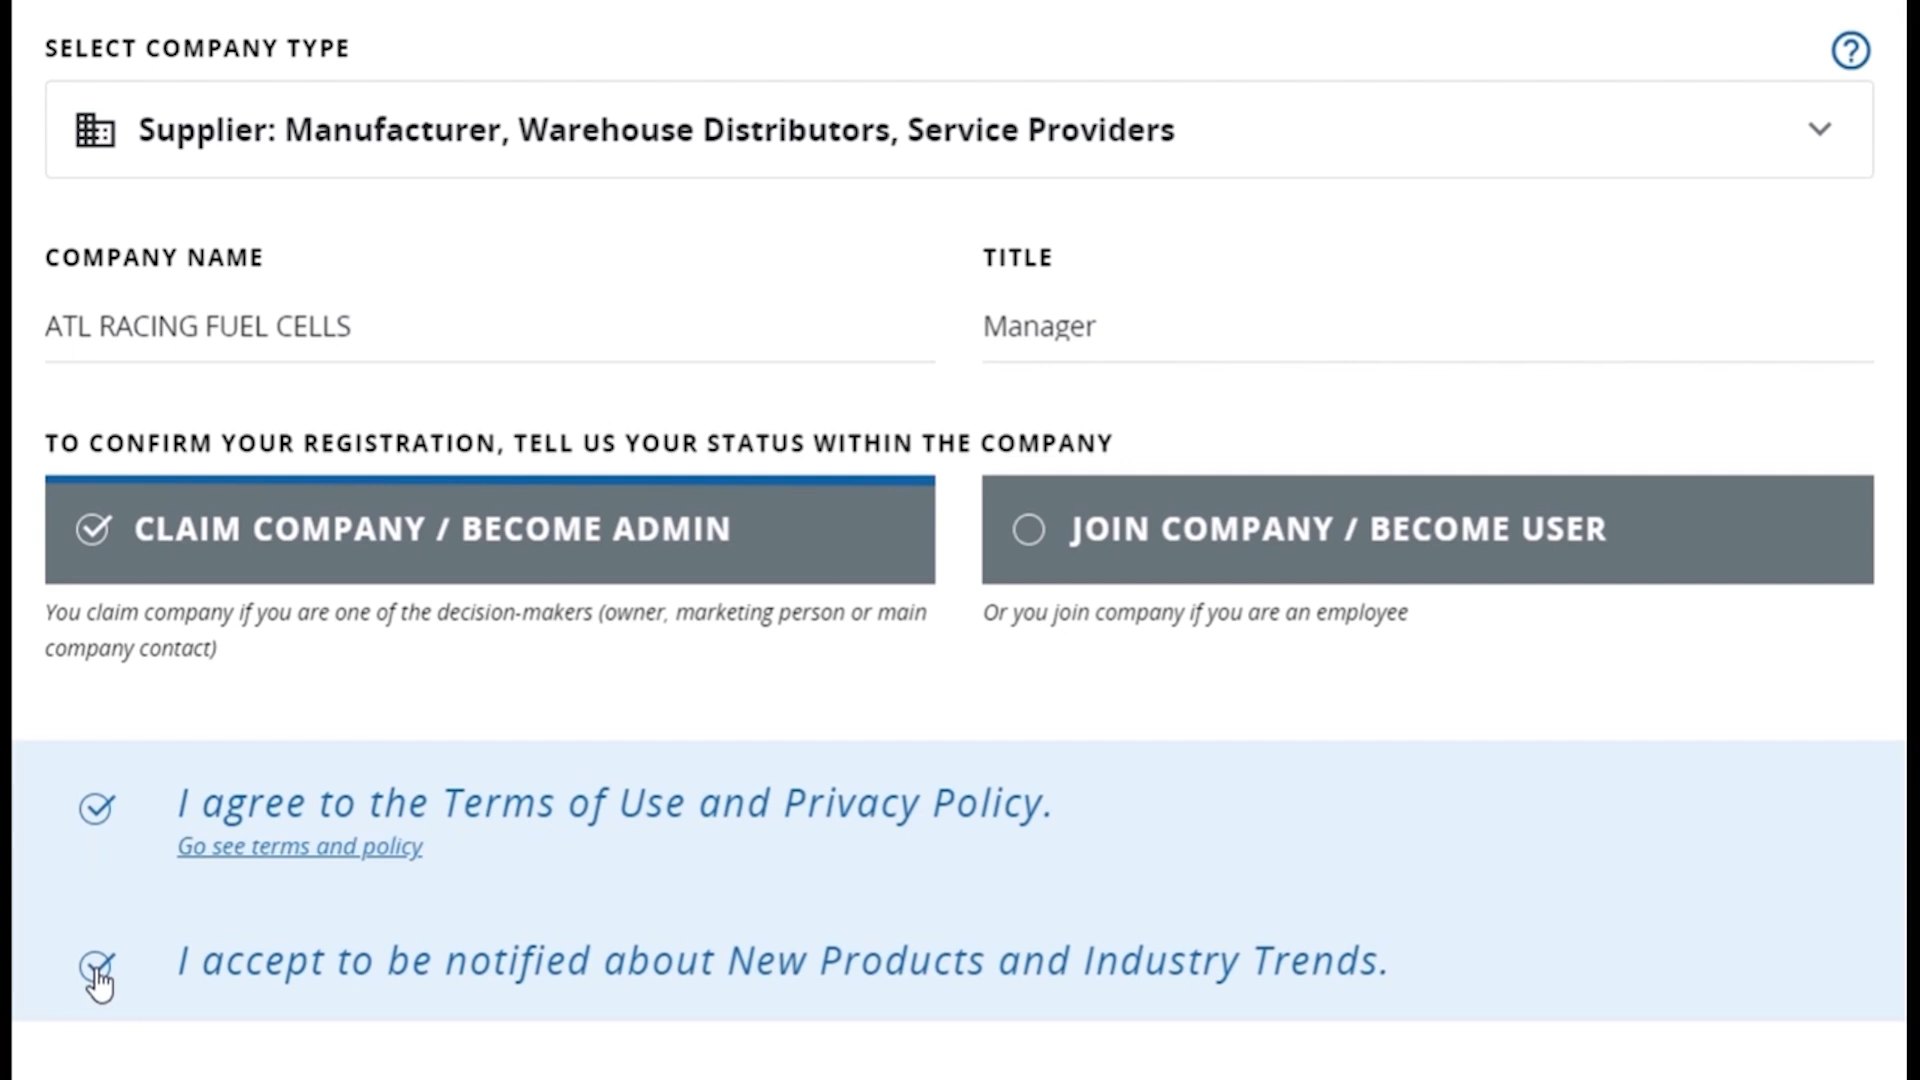 SELECT COMPANY TYPE
Supplier: Manufacturer, Warehouse Distributors, Service Providers
COMPANY NAME
TITLE
ATL RACING FUEL CELLS
Manager
TO CONFIRM YOUR REGISTRATION, TELL US YOUR STATUS WITHIN THE COMPANY
CLAIM COMPANY / BECOME ADMIN
JOIN COMPANY / BECOME USER
You claim company if you are one of the decision-makers (owner, marketing person or main
company contact)
Or you join company if you are an employee
I agree to the Terms of Use and Privacy Policy.
Go see terms and policy
I accept to be notified about New Products and Industry Trends.